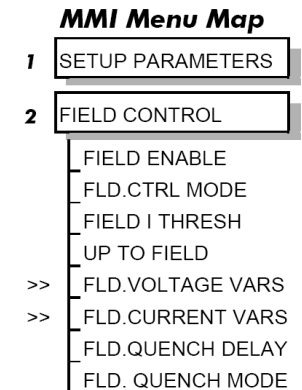 MMI Menu Map
1 SETUP PARAMETERS
2 FIELD CONTROL
FIELD ENABLE
FLD.CTRL MODE
FIELD I THRESH
UP TO FIELD
>> FLD.VOLTAGE VARS
>> FLD.CURRENT VARS
FLD.QUENCH DELAY
FLD. QUENCH MODE